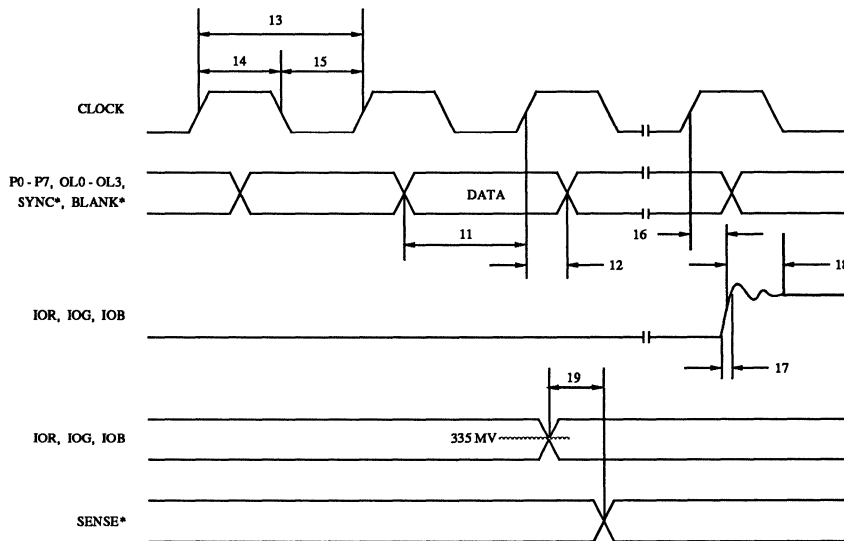 13
14
15
CLOCK
P0 - P7, OL0 - OL3,
SYNC*, BLANK*
DATA
11
16
12
18
IOR, IOG, IOB
17
19
IOR, IOG, IOB
335 MV
SENSE*